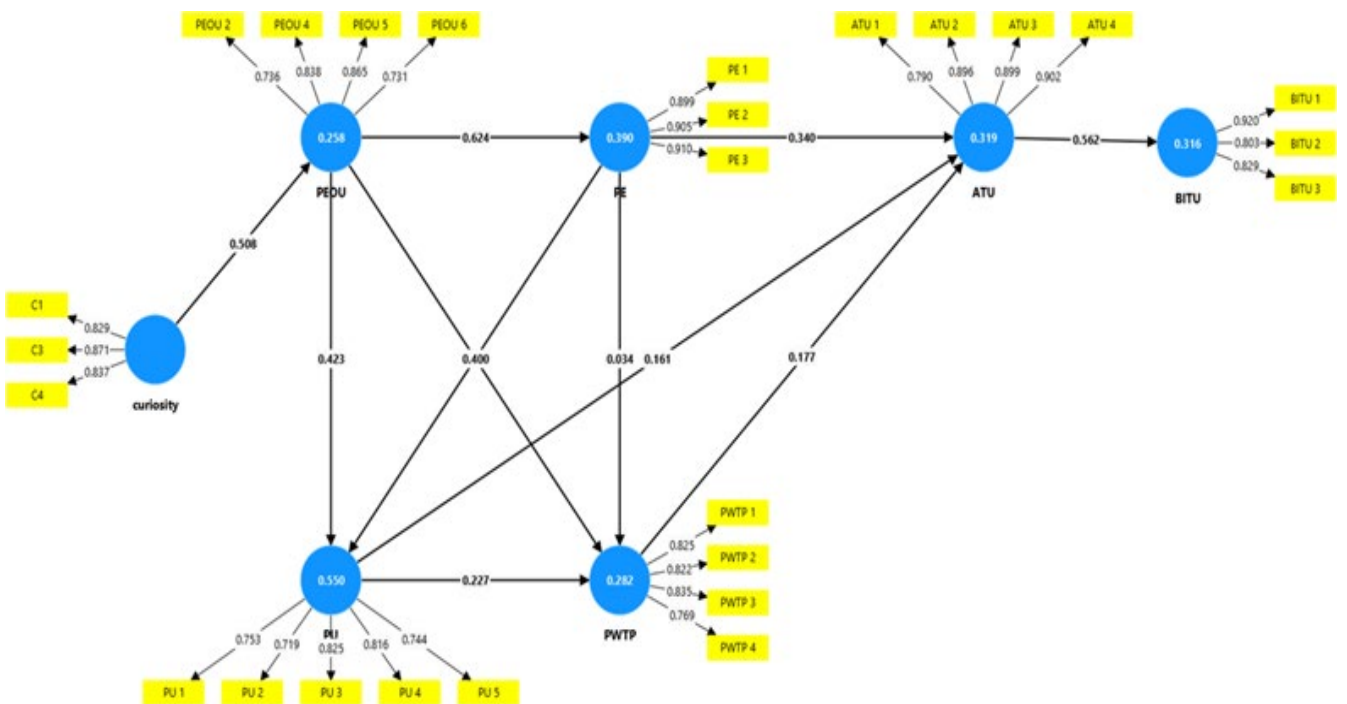 PEOU 2 PEOU 4 PEOU 5 PEOU 6
ATU 1 ATU 2 ATU 3 ATU 4
0.736 0.838 0.865 0.731
0.790 0.896 0.899 0.902
PE 1
PE 2
PE 3
0.899
0.905
0.910
BITU 1
BITU 2
BITU 3
0.920
0.803
0.829
0.258 0.624 0.390 0.340 0.319 0.562 0.316
PEOU PE ATU BITU
0.508
C1
C3
C4
0.829
0.871
0.837
curiosity
0.423 0.400 0.034 0.161 0.177
PWTP 1
PWTP 2
PWTP 3
PWTP 4
0.825
0.822
0.835
0.769
0.550 0.227 0.282
PU PWTP
0.753 0.719 0.825 0.816 0.744
PU 1 PU 2 PU 3 PU 4 PU 5